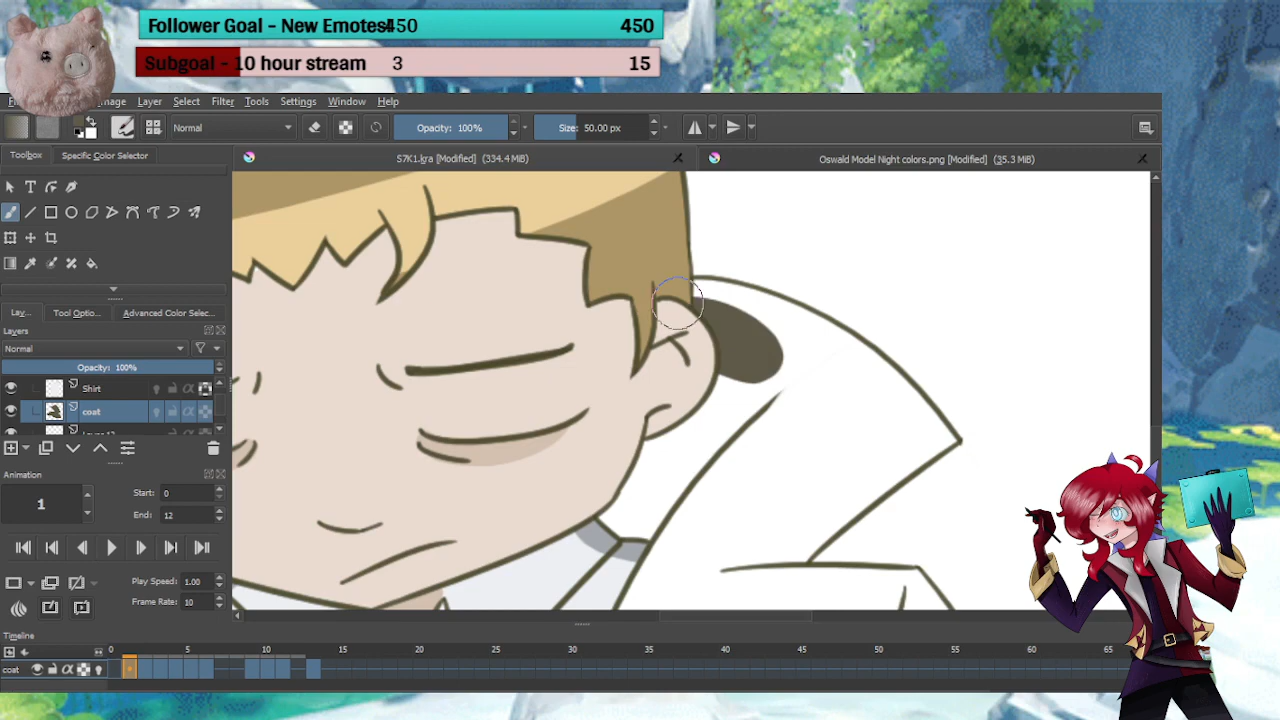 Follower Goal - New Emotes! 450 450
Subgoal - 10 hour stream 3 15
Image Layer Select Filter Tools Settings Window Help
Normal Opacity: 100% Size: 50.00 px
Toolbox Specific Color Selector S7K1.kra [Modified] (334.4 MiB) Oswald Model Night colors.png [Modified] (35.3 MiB)
Lay... Tool Optio... Advanced Color Selec...
Layers
Normal
Opacity: 100%
Shirt
coat
Animation
1 Start: 0
End: 12
Play Speed: 1.00
Frame Rate: 10
Timeline
0 5 10 15 20 25 30 35 40 45 50 55 60 65
coat